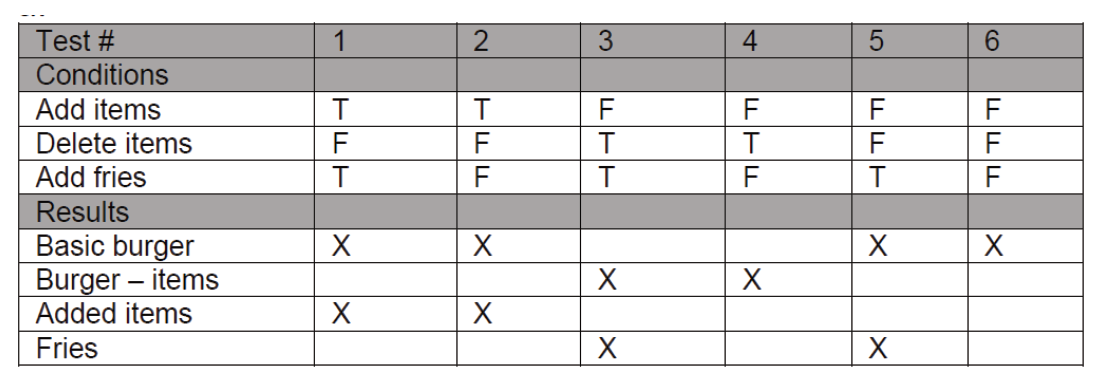 Test # 1 2 3 4 5 6
Conditions
Add items T T F F F F
Delete items F F T T F F
Add fries T F T F T F
Results
Basic burger X X X X
Burger – items X X
Added items X X
Fries X X